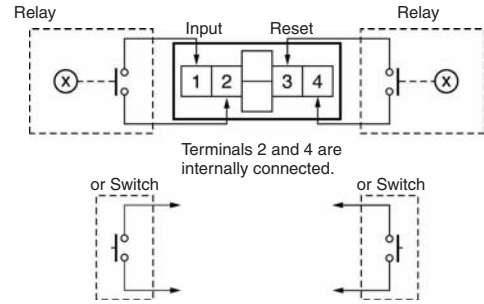 Relay
Relay
Input
Reset
X
1
2
3
4
X
Terminals 2 and 4 are
internally connected.
or Switch
or Switch